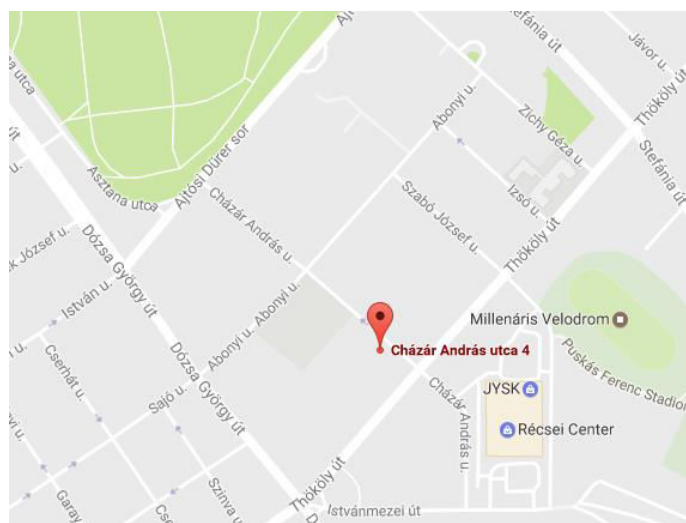 Stefánia út
Jávor u.
Thököly út
Zichy Géza u.
Stefánia út
Abonyi u.
Izsó u.
Szabó József u.
Thököly út
Ajtósi Dürer sor
Asztana utca
Cházár András u.
Dózsa György út
István u.
Abonyi u.
Abonyi u.
Millenáris Velodrom
Cházár András utca 4
Puskás Ferenc Stadion
Cserhát u.
Dózsa György út
Sajó u.
Cházár András u.
JYSK
Récsei Center
Garay
Szinva u.
Thököly út
Istvánmezei út